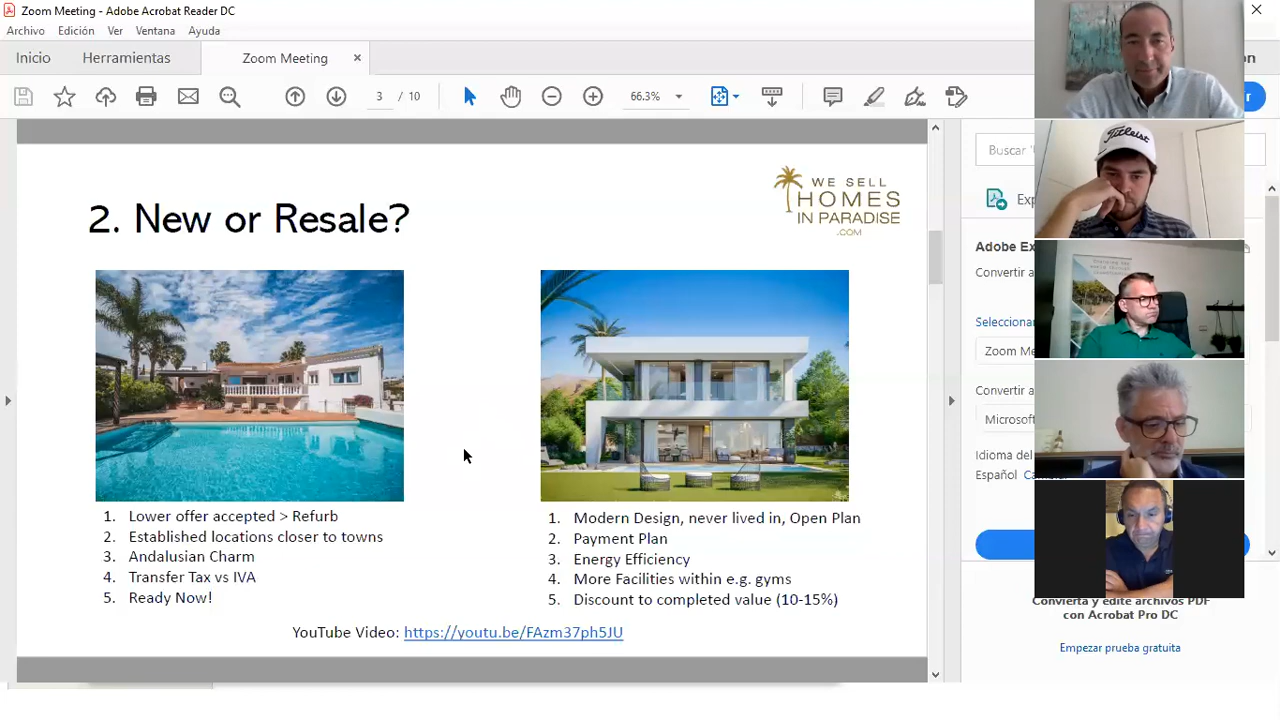 Zoom Meeting - Adobe Acrobat Reader DC
Archivo Edición Ver Ventana Ayuda
Inicio Herramientas Zoom Meeting
3 / 10 66.3%
WE SELL
HOMES
IN PARADISE
.COM
2. New or Resale?
1. Lower offer accepted > Refurb
2. Established locations closer to towns
3. Andalusian Charm
4. Transfer Tax vs IVA
5. Ready Now!
1. Modern Design, never lived in, Open Plan
2. Payment Plan
3. Energy Efficiency
4. More Facilities within e.g. gyms
5. Discount to completed value (10-15%)
YouTube Video: https://youtu.be/FAzm37ph5JU
Buscar
Adobe
Convertir a
Zoom
Convertir a
Microsof
Idioma del
Español
Convierta y edite archivos PDF
con Acrobat Pro DC
Empezar prueba gratuita
Titleist